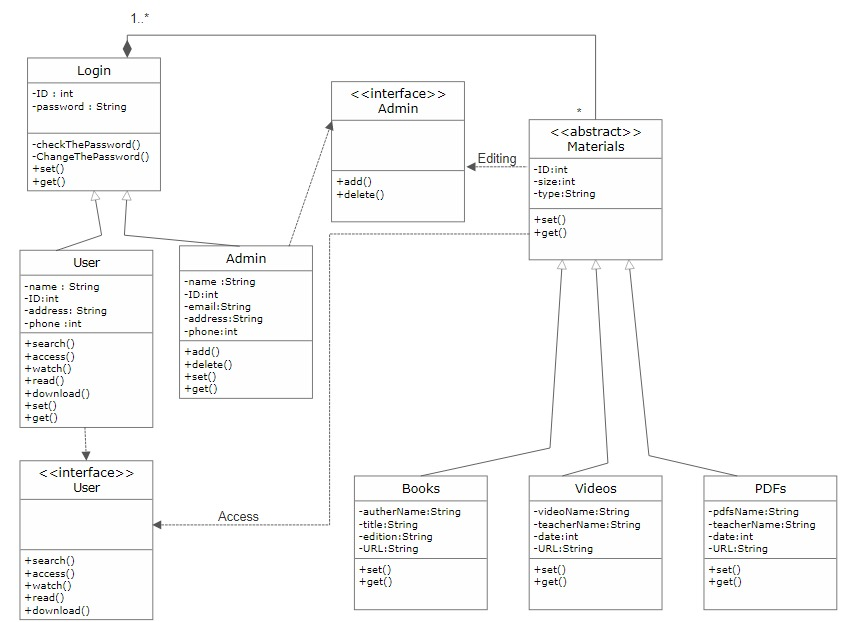 1..*
Login
-ID : int
-password : String
-checkThePassword()
-ChangeThePassword()
+set()
+get()
<<interface>>
Admin
+add()
+delete()
*
<<abstract>>
Materials
-ID:int
-size:int
-type:String
+set()
+get()
Editing
User
-name : String
-ID:int
-address: String
-phone :int
+search()
+access()
+watch()
+read()
+download()
+set()
+get()
Admin
-name :String
-ID:int
-email:String
-address:String
-phone:int
+add()
+delete()
+set()
+get()
<<interface>>
User
+search()
+access()
+watch()
+read()
+download()
Access
Books
-autherName:String
-title:String
-edition:String
-URL:String
+set()
+get()
Videos
-videoName:String
-teacherName:String
-date:int
-URL:String
+set()
+get()
PDFs
-pdfsName:String
-teacherName:String
-date:int
-URL:String
+set()
+get()